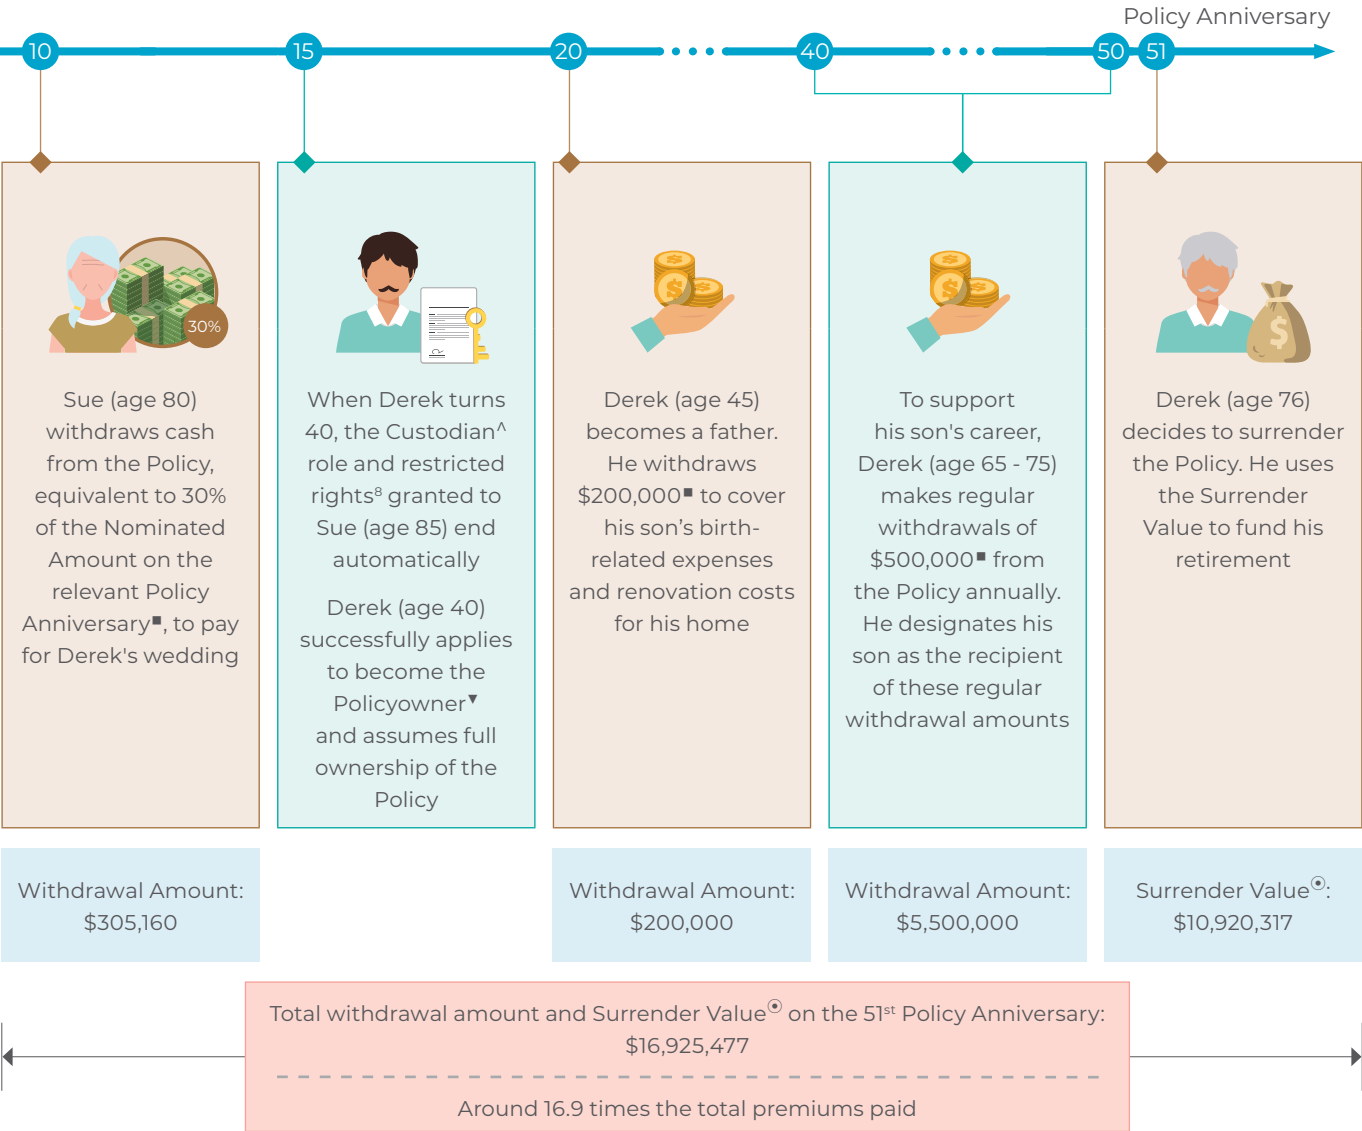 Policy Anniversary
10
15
20
40
50
51
30%
Sue (age 80)
withdraws cash
from the Policy,
equivalent to 30%
of the Nominated
Amount on the
relevant Policy
Anniversary■, to pay
for Derek's wedding
When Derek turns
40, the Custodian^
role and restricted
rights⁸ granted to
Sue (age 85) end
automatically
Derek (age 40)
successfully applies
to become the
Policyowner▼
and assumes full
ownership of the
Policy
Derek (age 45)
becomes a father.
He withdraws
$200,000■ to cover
his son’s birth-
related expenses
and renovation costs
for his home
To support
his son's career,
Derek (age 65 - 75)
makes regular
withdrawals of
$500,000■ from
the Policy annually.
He designates his
son as the recipient
of these regular
withdrawal amounts
Derek (age 76)
decides to surrender
the Policy. He uses
the Surrender
Value to fund his
retirement
Withdrawal Amount:
$305,160
Withdrawal Amount:
$200,000
Withdrawal Amount:
$5,500,000
Surrender Value⦿:
$10,920,317
Total withdrawal amount and Surrender Value⦿ on the 51st Policy Anniversary:
$16,925,477
Around 16.9 times the total premiums paid